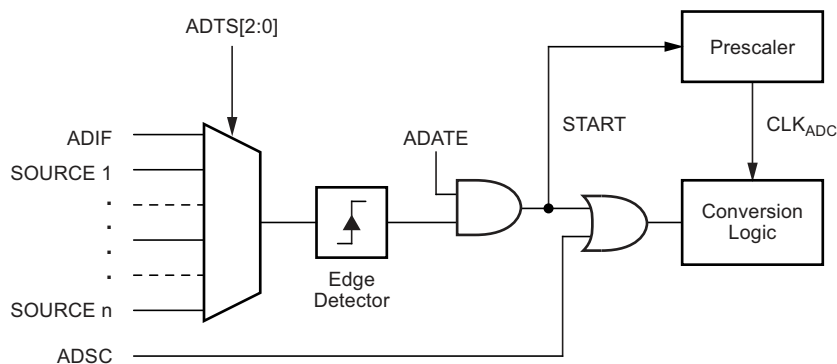 ADTS[2:0]
Prescaler
START
CLKADC
ADIF
ADATE
SOURCE 1
.
.
.
.
Conversion
Logic
Edge
Detector
SOURCE n
ADSC